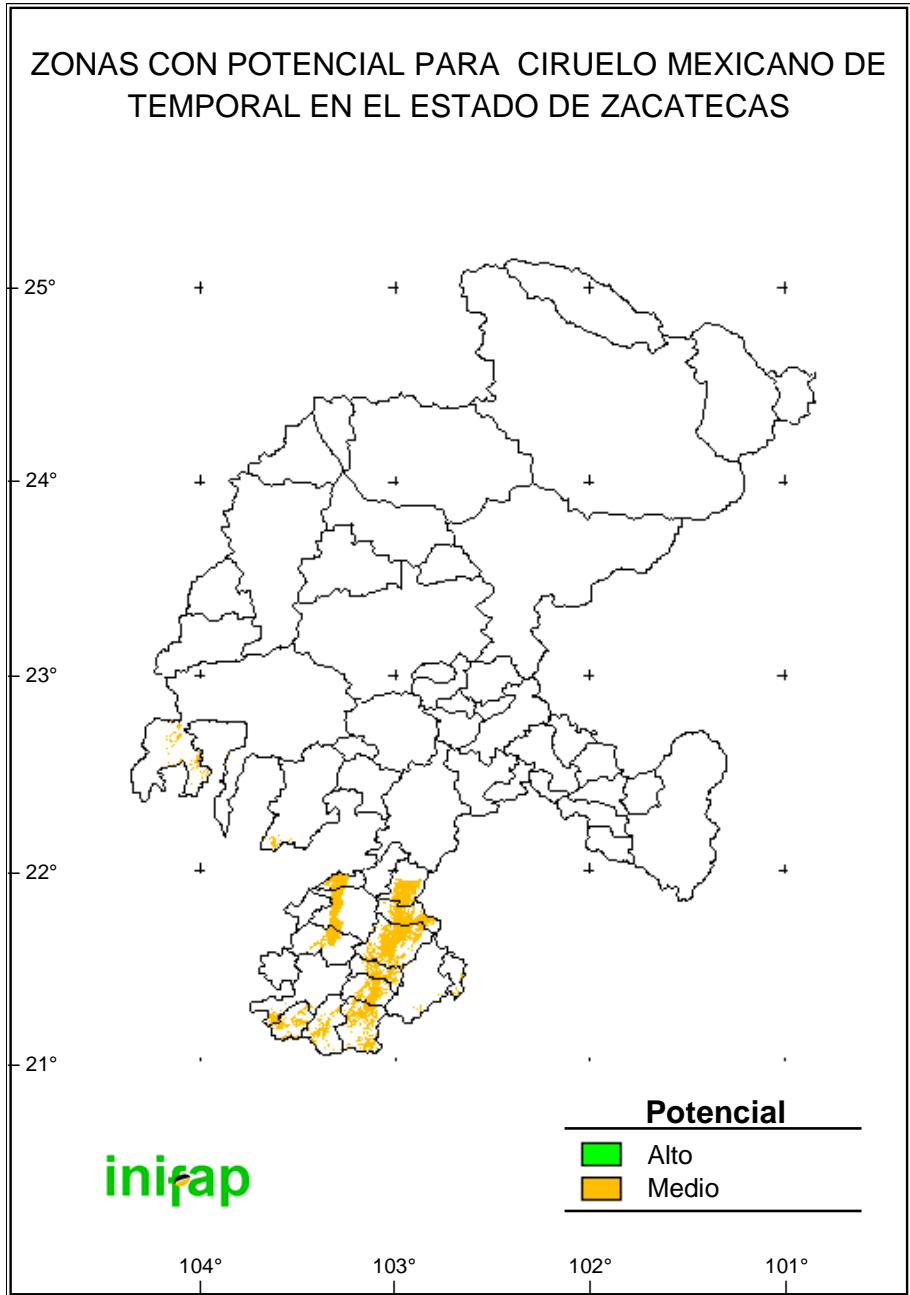 ZONAS CON POTENCIAL PARA CIRUELO MEXICANO DE
TEMPORAL EN EL ESTADO DE ZACATECAS
25°
24°
23°
22°
21°
Potencial
Alto
Medio
inifap
104°
103°
102°
101°